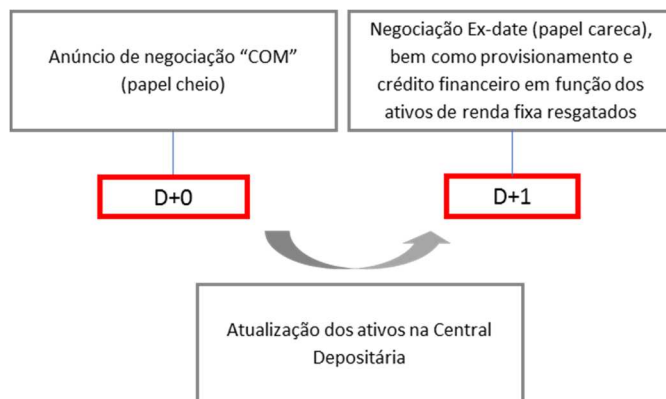 Anúncio de negociação “COM”
(papel cheio)
Negociação Ex-date (papel careca),
bem como provisionamento e
crédito financeiro em função dos
ativos de renda fixa resgatados
D+0
D+1
Atualização dos ativos na Central
Depositária